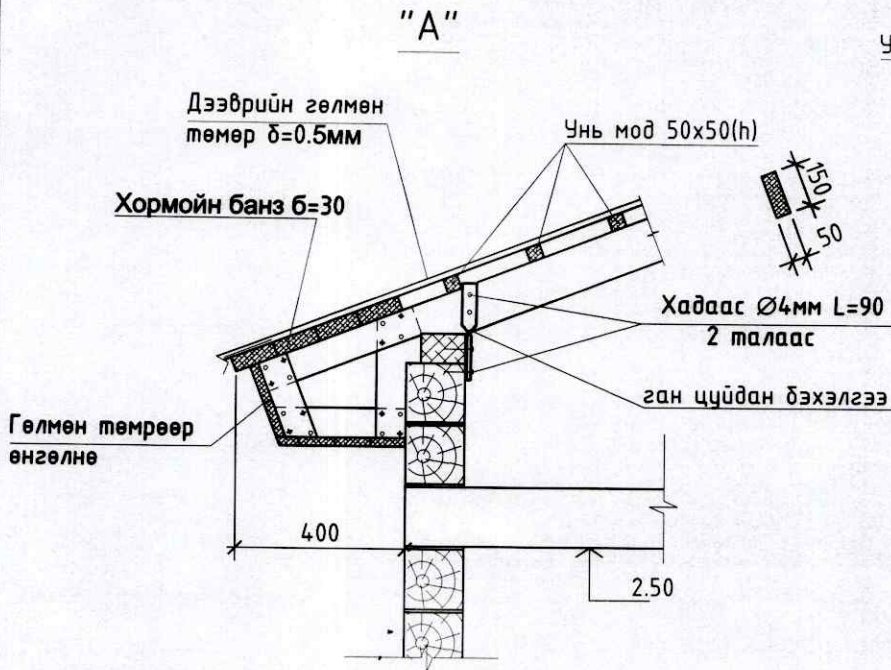 "А"
У
Дээврийн гөлмөн
төмөр δ=0.5мм
Унь мод 50x50(h)
Хормойн банз б=30
150
50
Хадаас Ø4мм L=90
2 талаас
ган цуйдан бэхэлгээ
Гөлмөн төмрөөр
өнгөлнө
400
2.50